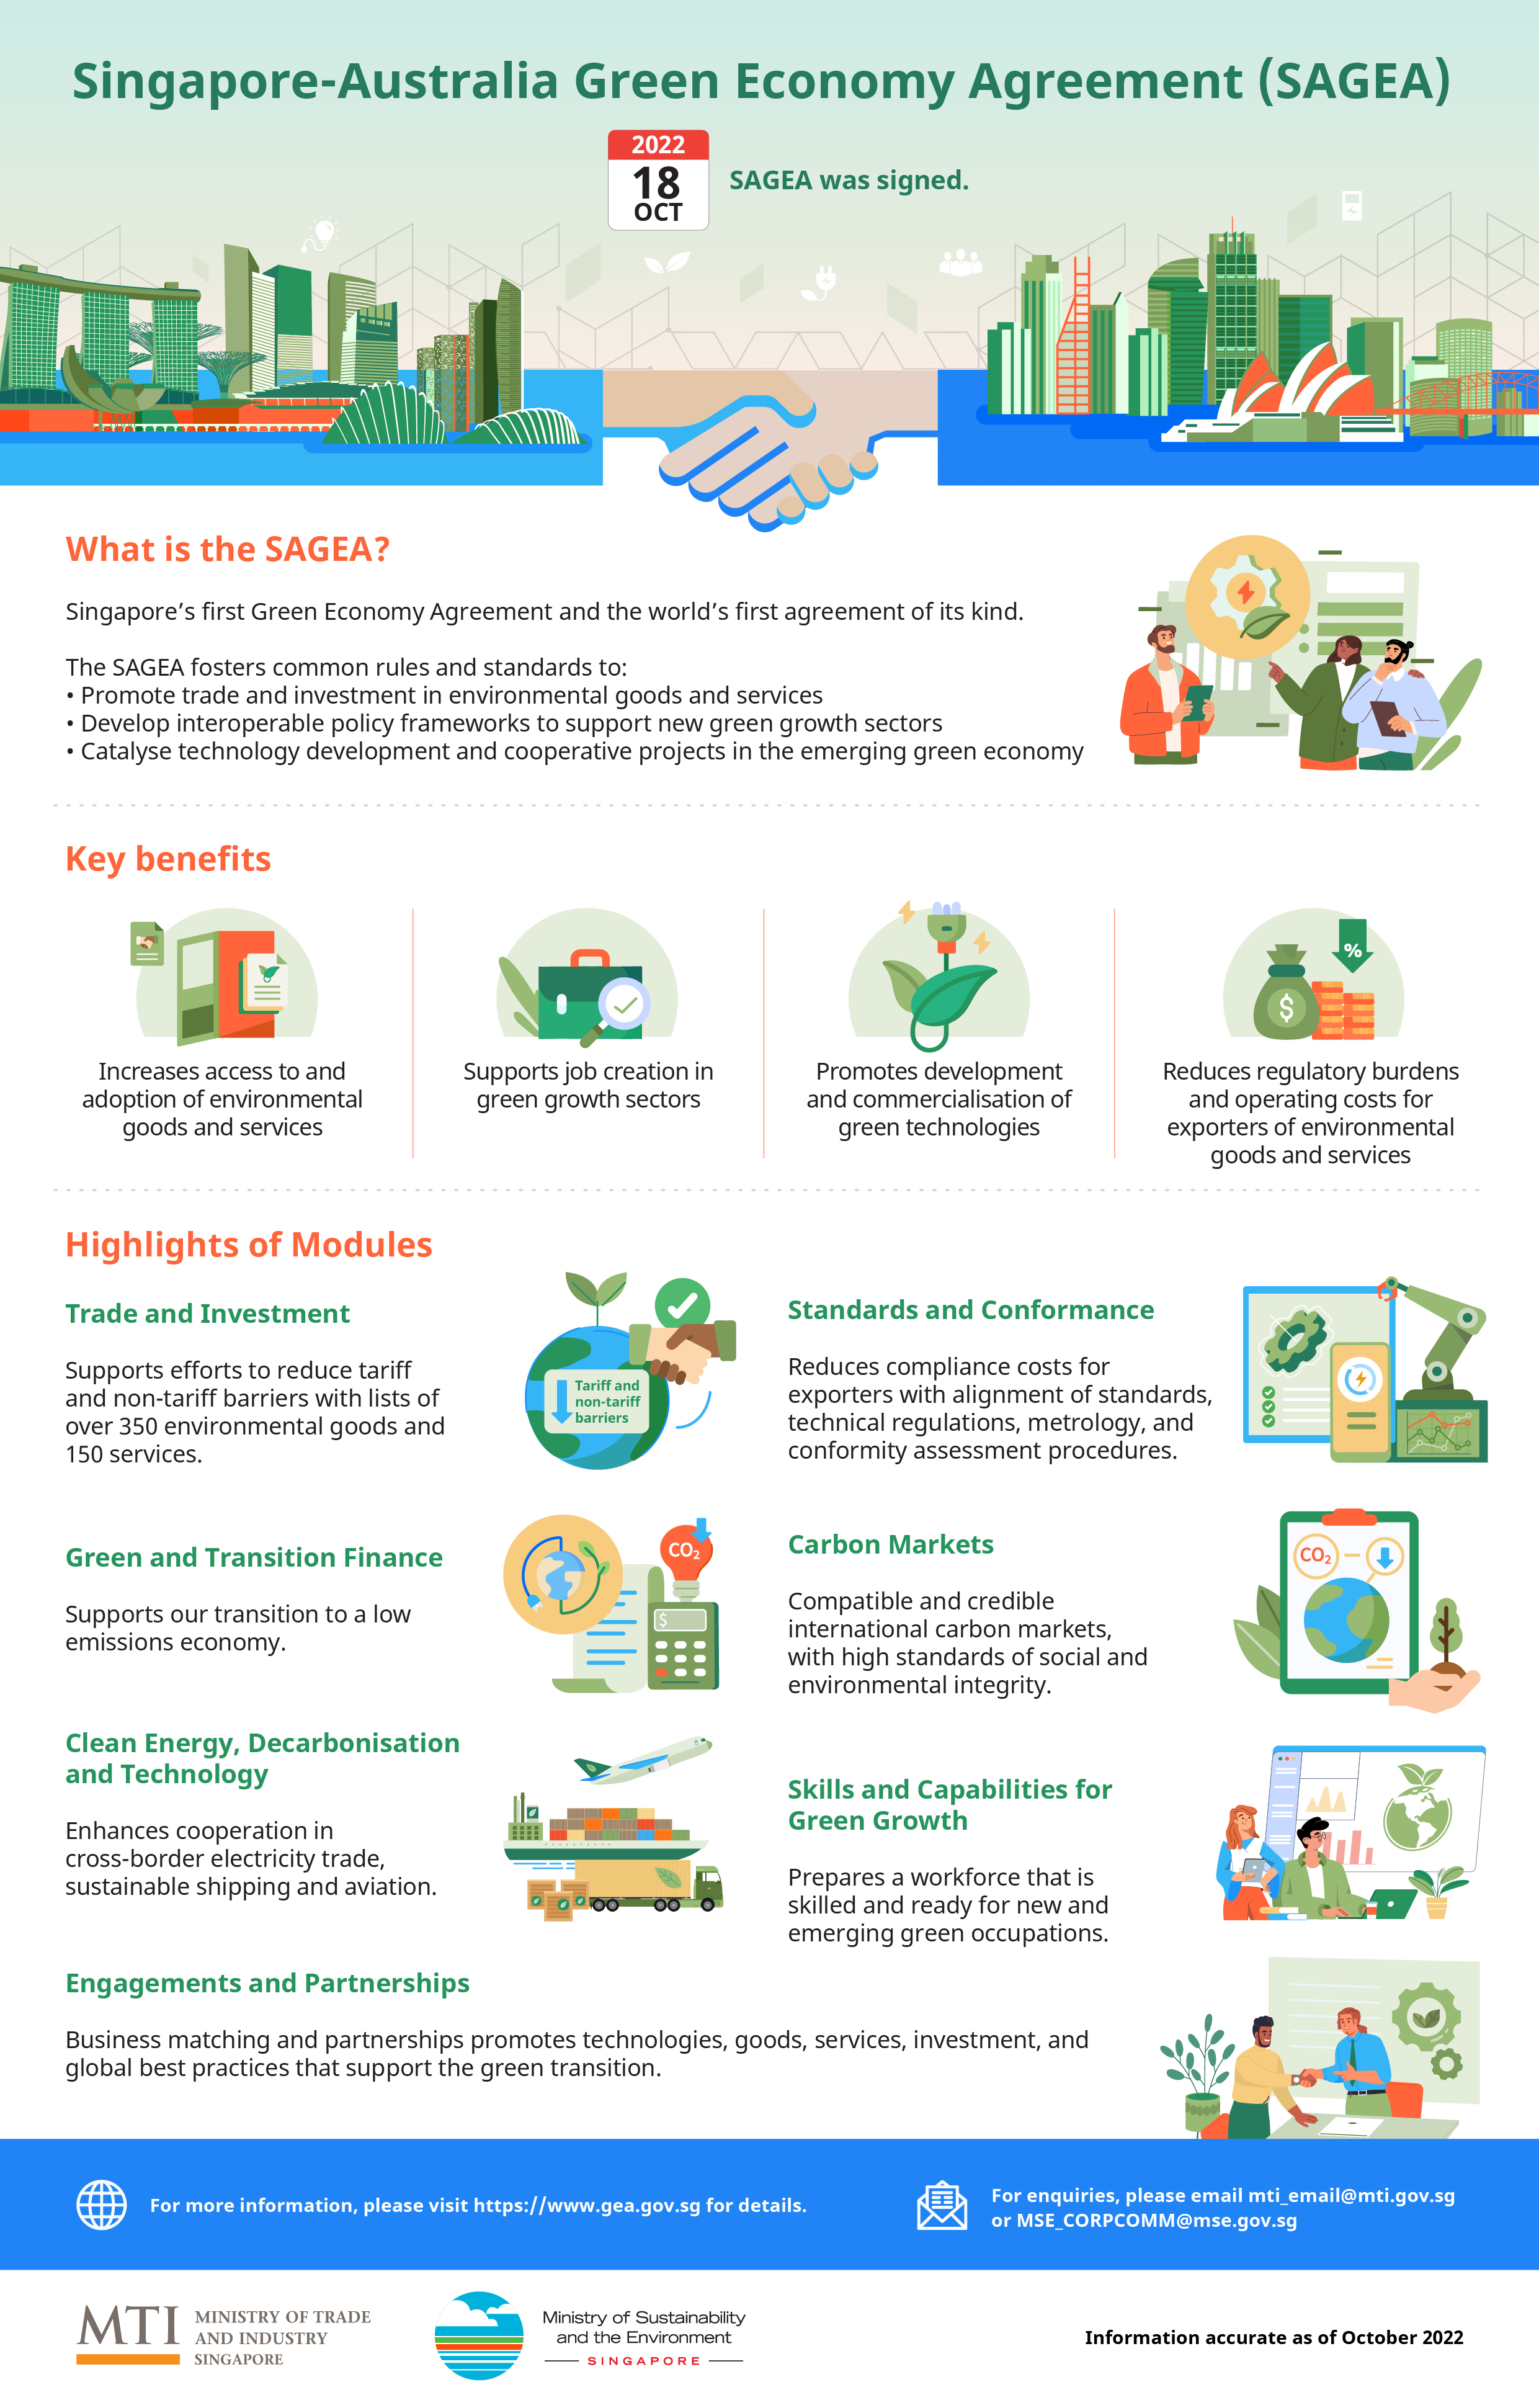 Singapore-Australia Green Economy Agreement (SAGEA)
2022
18
OCT
SAGEA was signed.
What is the SAGEA?
Singapore’s first Green Economy Agreement and the world’s first agreement of its kind.
The SAGEA fosters common rules and standards to:
• Promote trade and investment in environmental goods and services
• Develop interoperable policy frameworks to support new green growth sectors
• Catalyse technology development and cooperative projects in the emerging green economy
Key benefits
Increases access to and
adoption of environmental
goods and services
Supports job creation in
green growth sectors
Promotes development
and commercialisation of
green technologies
%
$
Reduces regulatory burdens
and operating costs for
exporters of environmental
goods and services
Highlights of Modules
Trade and Investment
Supports efforts to reduce tariff
and non-tariff barriers with lists of
over 350 environmental goods and
150 services.
Tariff and
non-tariff
barriers
Standards and Conformance
Reduces compliance costs for
exporters with alignment of standards,
technical regulations, metrology, and
conformity assessment procedures.
Green and Transition Finance
Supports our transition to a low
emissions economy.
CO₂
$
Carbon Markets
Compatible and credible
international carbon markets,
with high standards of social and
environmental integrity.
CO₂
Clean Energy, Decarbonisation
and Technology
Enhances cooperation in
cross-border electricity trade,
sustainable shipping and aviation.
Skills and Capabilities for
Green Growth
Prepares a workforce that is
skilled and ready for new and
emerging green occupations.
Engagements and Partnerships
Business matching and partnerships promotes technologies, goods, services, investment, and
global best practices that support the green transition.
For more information, please visit https://www.gea.gov.sg for details.
For enquiries, please email mti_email@mti.gov.sg
or MSE_CORPCOMM@mse.gov.sg
MTI
MINISTRY OF TRADE
AND INDUSTRY
SINGAPORE
Ministry of Sustainability
and the Environment
SINGAPORE
Information accurate as of October 2022